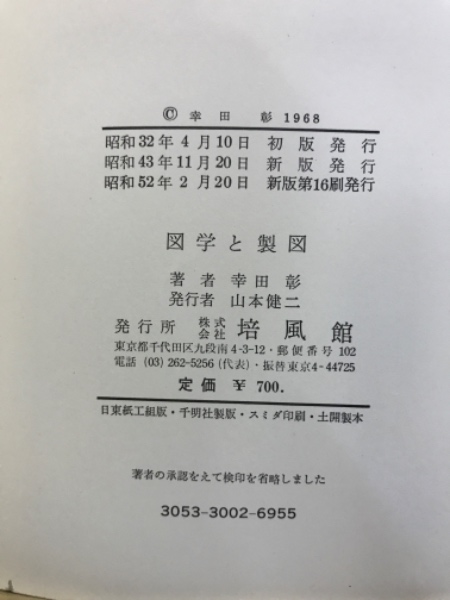 © 幸田 彰 1968
昭和32年4月10日 初版発行
昭和43年11月20日 新版発行
昭和52年2月20日 新版第16刷発行
図学と製図
著者 幸田 彰
発行者 山本健二
発行所 株式会社 培風館
東京都千代田区九段南4-3-12・郵便番号102
電話(03)262-5256(代表)・振替東京4-44725
定価 ¥700.
日東紙工組版・千明社製版・スミダ印刷・土開製本
著者の承認をえて検印を省略しました
3053-3002-6955